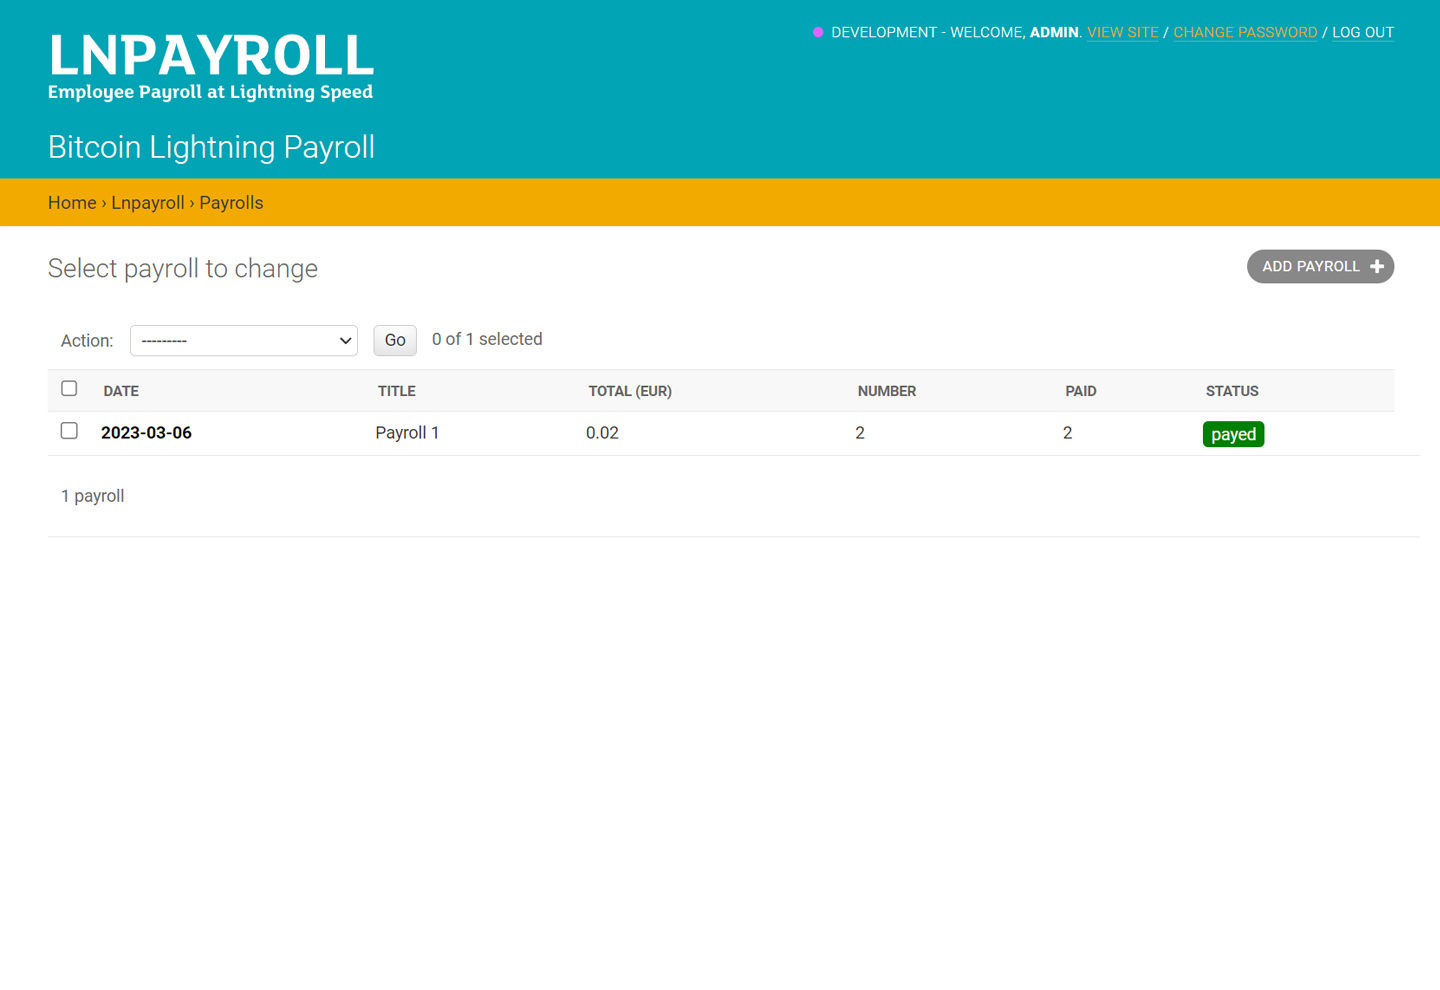 LNPAYROLL
Employee Payroll at Lightning Speed
DEVELOPMENT - WELCOME, ADMIN. VIEW SITE / CHANGE PASSWORD / LOG OUT
Bitcoin Lightning Payroll
Home › Lnpayroll › Payrolls
Select payroll to change
ADD PAYROLL
Action: --------- Go 0 of 1 selected
DATE TITLE TOTAL (EUR) NUMBER PAID STATUS
2023-03-06 Payroll 1 0.02 2 2 payed
1 payroll